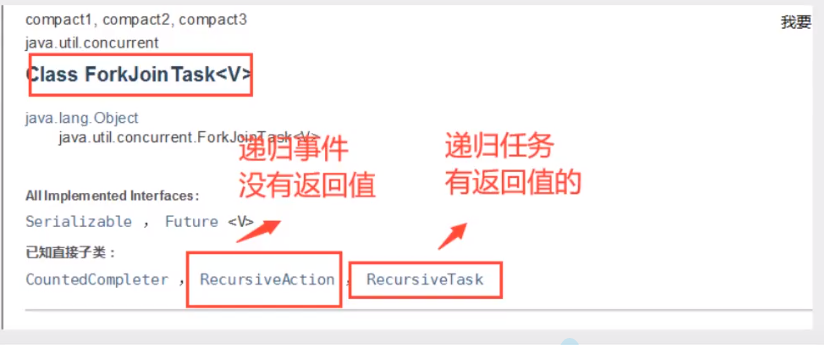 compact1, compact2, compact3
我要
java.util.concurrent
Class ForkJoinTask<V>
java.lang.Object
java.util.concurrent.ForkJoinTask<V>
递归事件
没有返回值
递归任务
有返回值的
All Implemented Interfaces:
Serializable , Future <V>
已知直接子类：
CountedCompleter , RecursiveAction , RecursiveTask